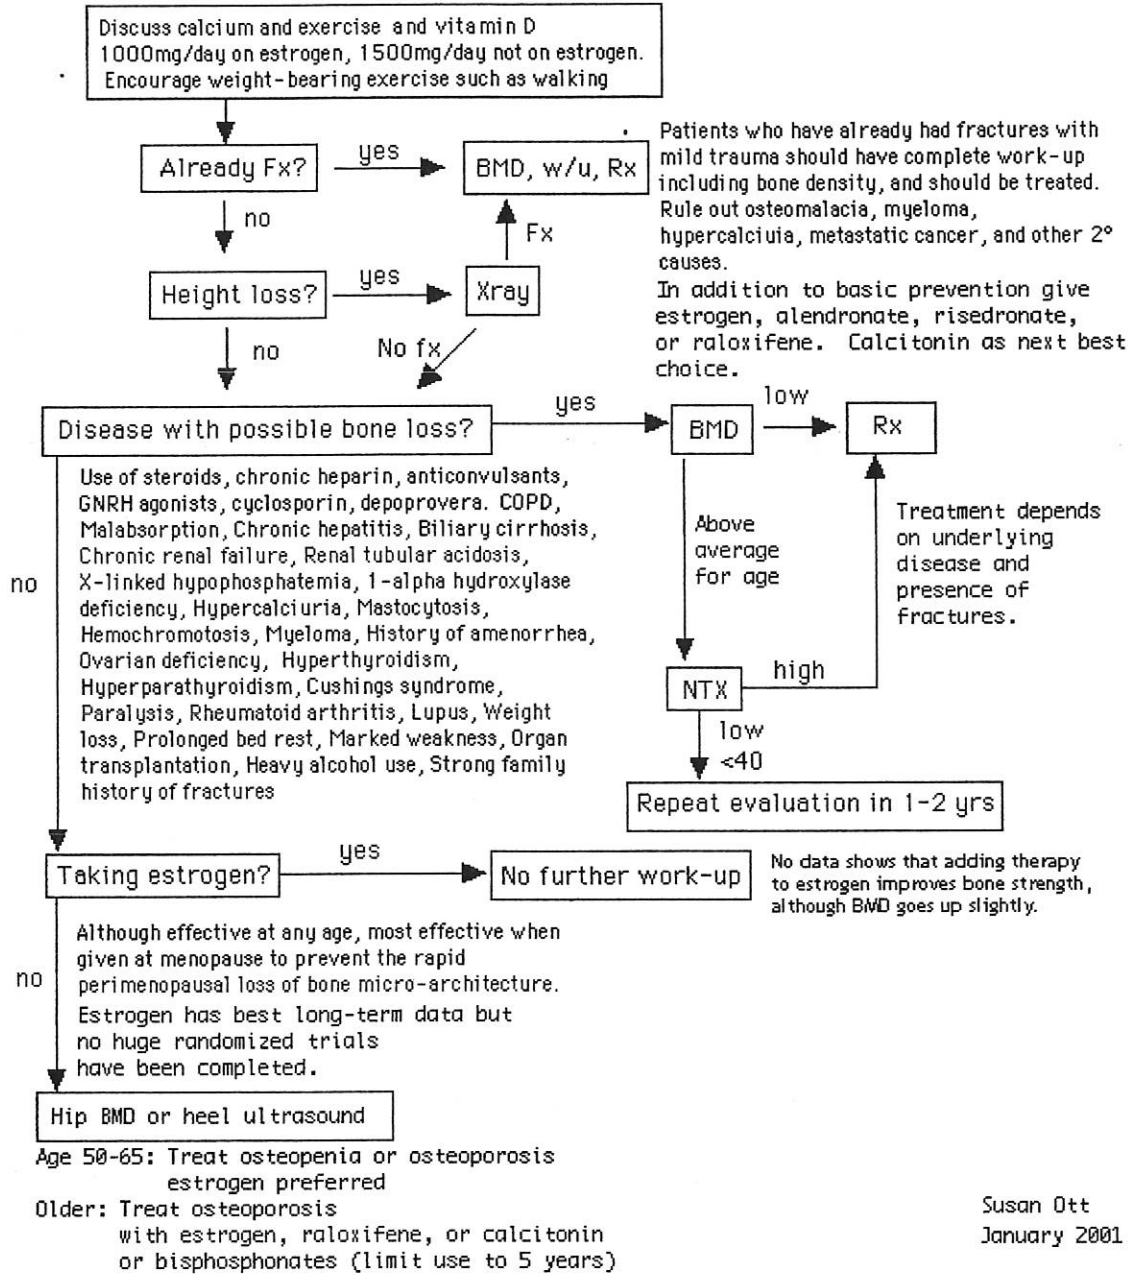 Discuss calcium and exercise and vitamin D
1000mg/day on estrogen, 1500mg/day not on estrogen.
Encourage weight-bearing exercise such as walking
Already Fx?
yes
BMD, w/u, Rx
Patients who have already had fractures with
mild trauma should have complete work-up
including bone density, and should be treated.
Rule out osteomalacia, myeloma,
hypercalciuia, metastatic cancer, and other 2°
causes.
In addition to basic prevention give
estrogen, alendronate, risedronate,
or raloxifene. Calcitonin as next best
choice.
no
Fx
Height loss?
yes
Xray
no
No fx
Disease with possible bone loss?
yes
BMD
low
Rx
Use of steroids, chronic heparin, anticonvulsants,
GNRH agonists, cyclosporin, depoprovera. COPD,
Malabsorption, Chronic hepatitis, Biliary cirrhosis,
Chronic renal failure, Renal tubular acidosis,
X-linked hypophosphatemia, 1-alpha hydroxylase
deficiency, Hypercalciuria, Mastocytosis,
Hemochromotosis, Myeloma, History of amenorrhea,
Ovarian deficiency, Hyperthyroidism,
Hyperparathyroidism, Cushings syndrome,
Paralysis, Rheumatoid arthritis, Lupus, Weight
loss, Prolonged bed rest, Marked weakness, Organ
transplantation, Heavy alcohol use, Strong family
history of fractures
no
Above
average
for age
Treatment depends
on underlying
disease and
presence of
fractures.
NTX
high
low
<40
Repeat evaluation in 1-2 yrs
Taking estrogen?
yes
No further work-up
No data shows that adding therapy
to estrogen improves bone strength,
although BMD goes up slightly.
no
Although effective at any age, most effective when
given at menopause to prevent the rapid
perimenopausal loss of bone micro-architecture.
Estrogen has best long-term data but
no huge randomized trials
have been completed.
Hip BMD or heel ultrasound
Age 50-65: Treat osteopenia or osteoporosis
estrogen preferred
Older: Treat osteoporosis
with estrogen, raloxifene, or calcitonin
or bisphosphonates (limit use to 5 years)
Susan Ott
January 2001